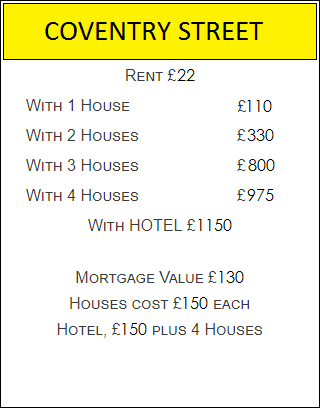 COVENTRY STREET
Rent £22
With 1 House £110
With 2 Houses £330
With 3 Houses £800
With 4 Houses £975
With HOTEL £1150
Mortgage Value £130
Houses cost £150 each
Hotel, £150 plus 4 Houses